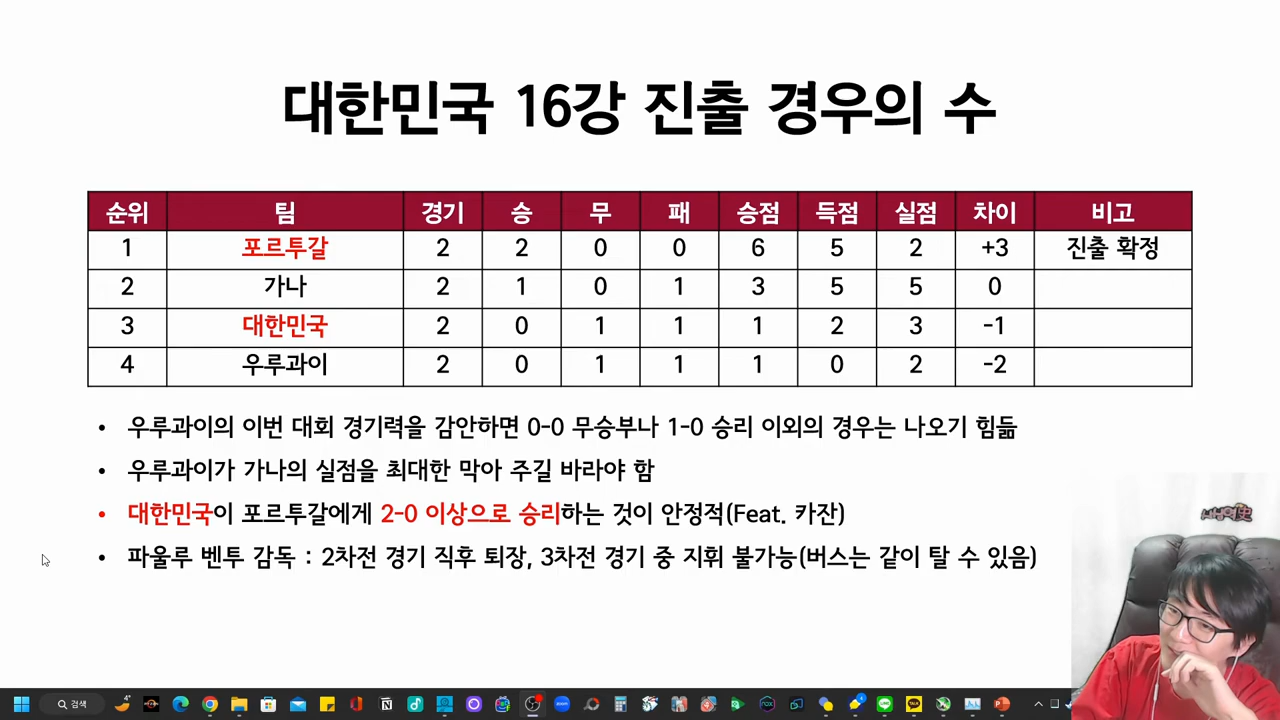 대한민국 16강 진출 경우의 수
순위 팀 경기 승 무 패 승점 득점 실점 차이 비고
1 포르투갈 2 2 0 0 6 5 2 +3 진출 확정
2 가나 2 1 0 1 3 5 5 0
3 대한민국 2 0 1 1 1 2 3 -1
4 우루과이 2 0 1 1 1 0 2 -2
• 우루과이의 이번 대회 경기력을 감안하면 0-0 무승부나 1-0 승리 이외의 경우는 나오기 힘듦
• 우루과이가 가나의 실점을 최대한 막아 주길 바라야 함
• 대한민국이 포르투갈에게 2-0 이상으로 승리하는 것이 안정적(Feat. 카잔)
• 파울루 벤투 감독 : 2차전 경기 직후 퇴장, 3차전 경기 중 지휘 불가능(버스는 같이 탈 수 있음)
검색